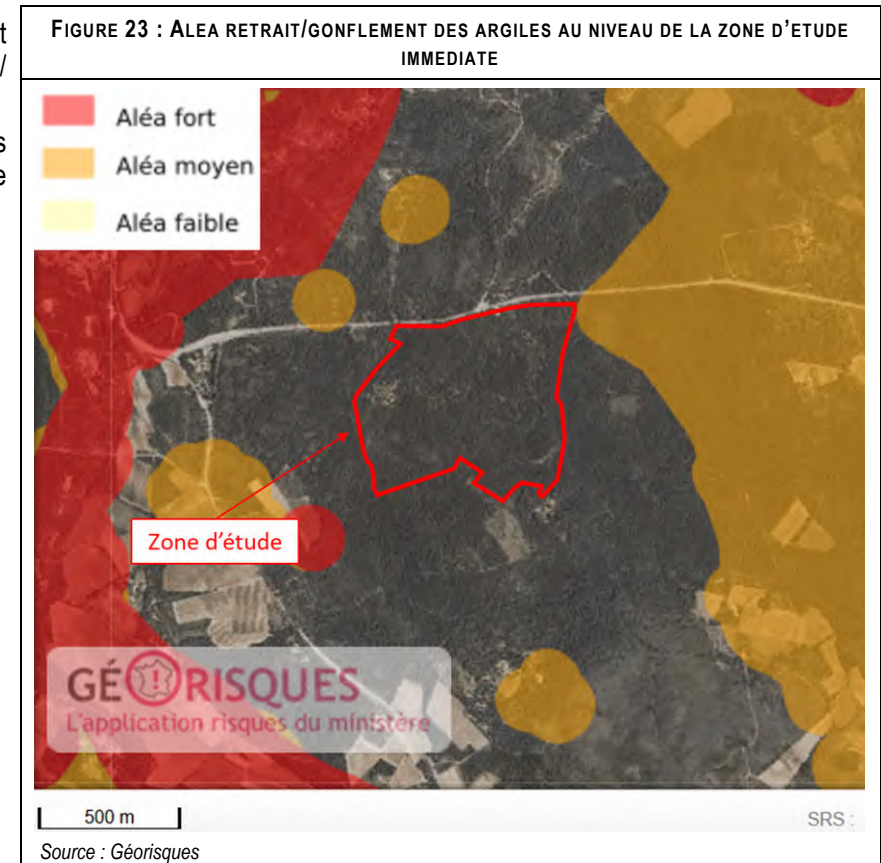 t
/
s
e
FIGURE 23 : ALEA RETRAIT/GONFLEMENT DES ARGILES AU NIVEAU DE LA ZONE D'ETUDE
IMMEDIATE
Aléa fort
Aléa moyen
Aléa faible
Zone d'étude
GÉORISQUES
L'application risques du ministère
500 m
SRS :
Source : Géorisques